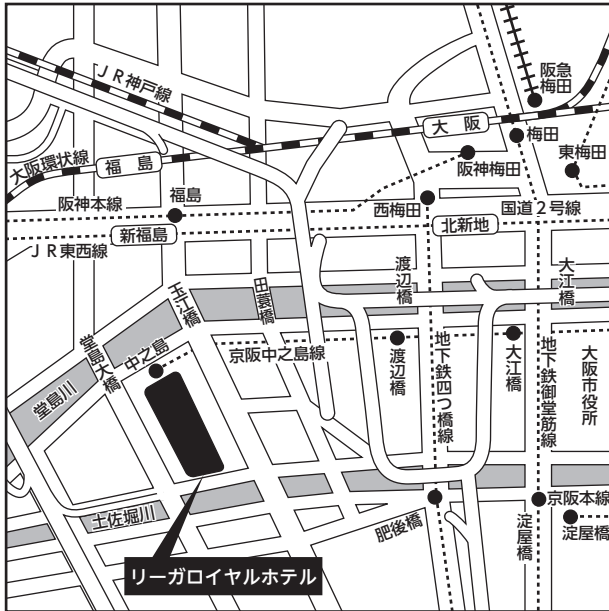 JR神戸線
阪急
梅田
大阪
梅田
大阪環状線
福島
阪神梅田
東梅田
福島
西梅田
阪神本線
国道2号線
新福島
北新地
JR東西線
渡辺橋
大江橋
玉江橋
田蓑橋
堂島大橋
中之島
京阪中之島線
堂島川
渡辺橋
地下鉄四つ橋線
大江橋
地下鉄御堂筋線
大阪市役所
土佐堀川
肥後橋
京阪本線
淀屋橋
淀屋橋
リーガロイヤルホテル